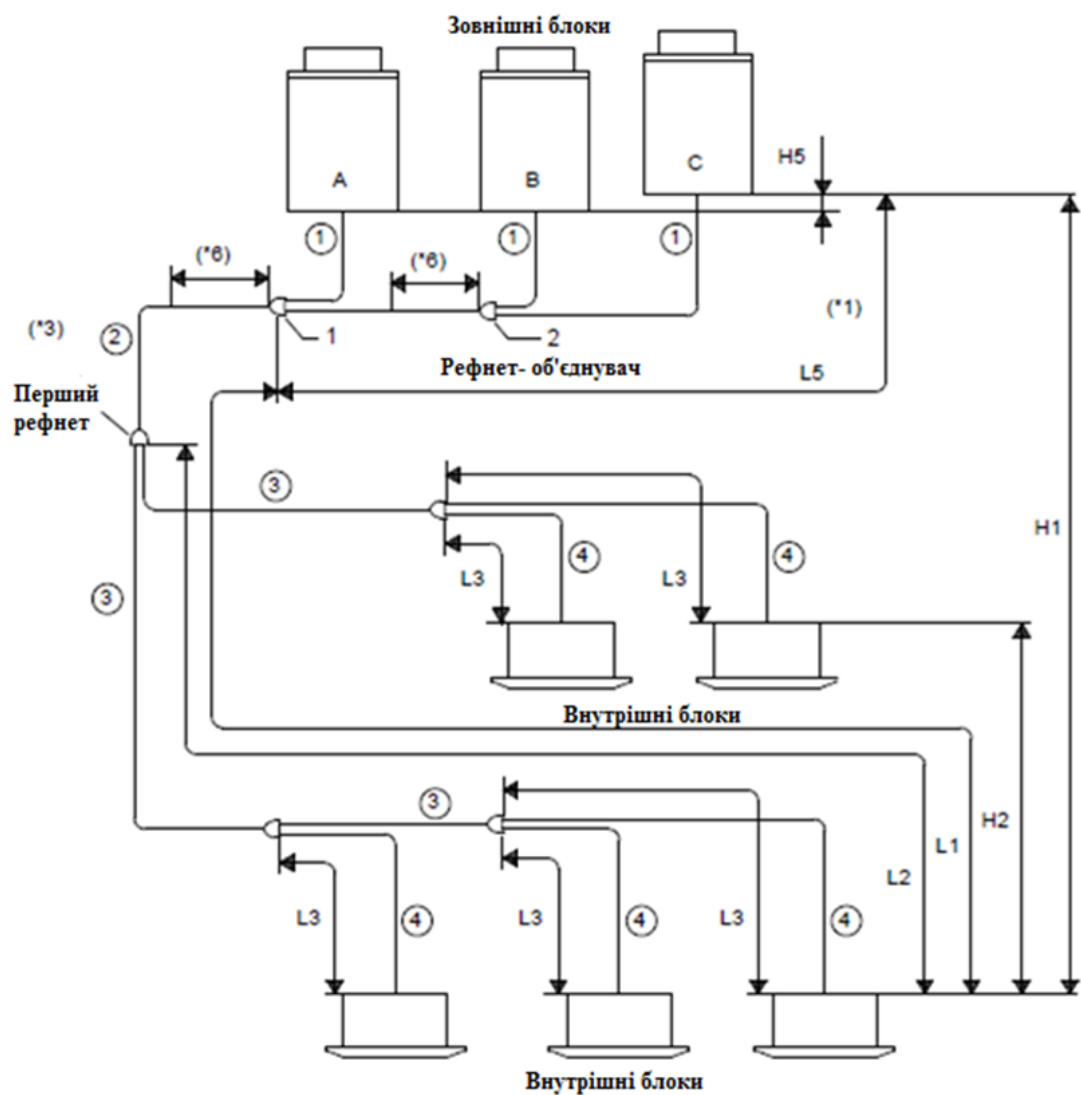 Зовнішні блоки
A
B
C
H5
1
1
1
(*6)
(*6)
(*3)
2
1
2
(*1)
Рефнет- об'єднувач
L5
Перший
рефнет
3
H1
4
4
L3
L3
3
Внутрішні блоки
3
H2
L1
L2
L3
4
L3
4
L3
4
Внутрішні блоки